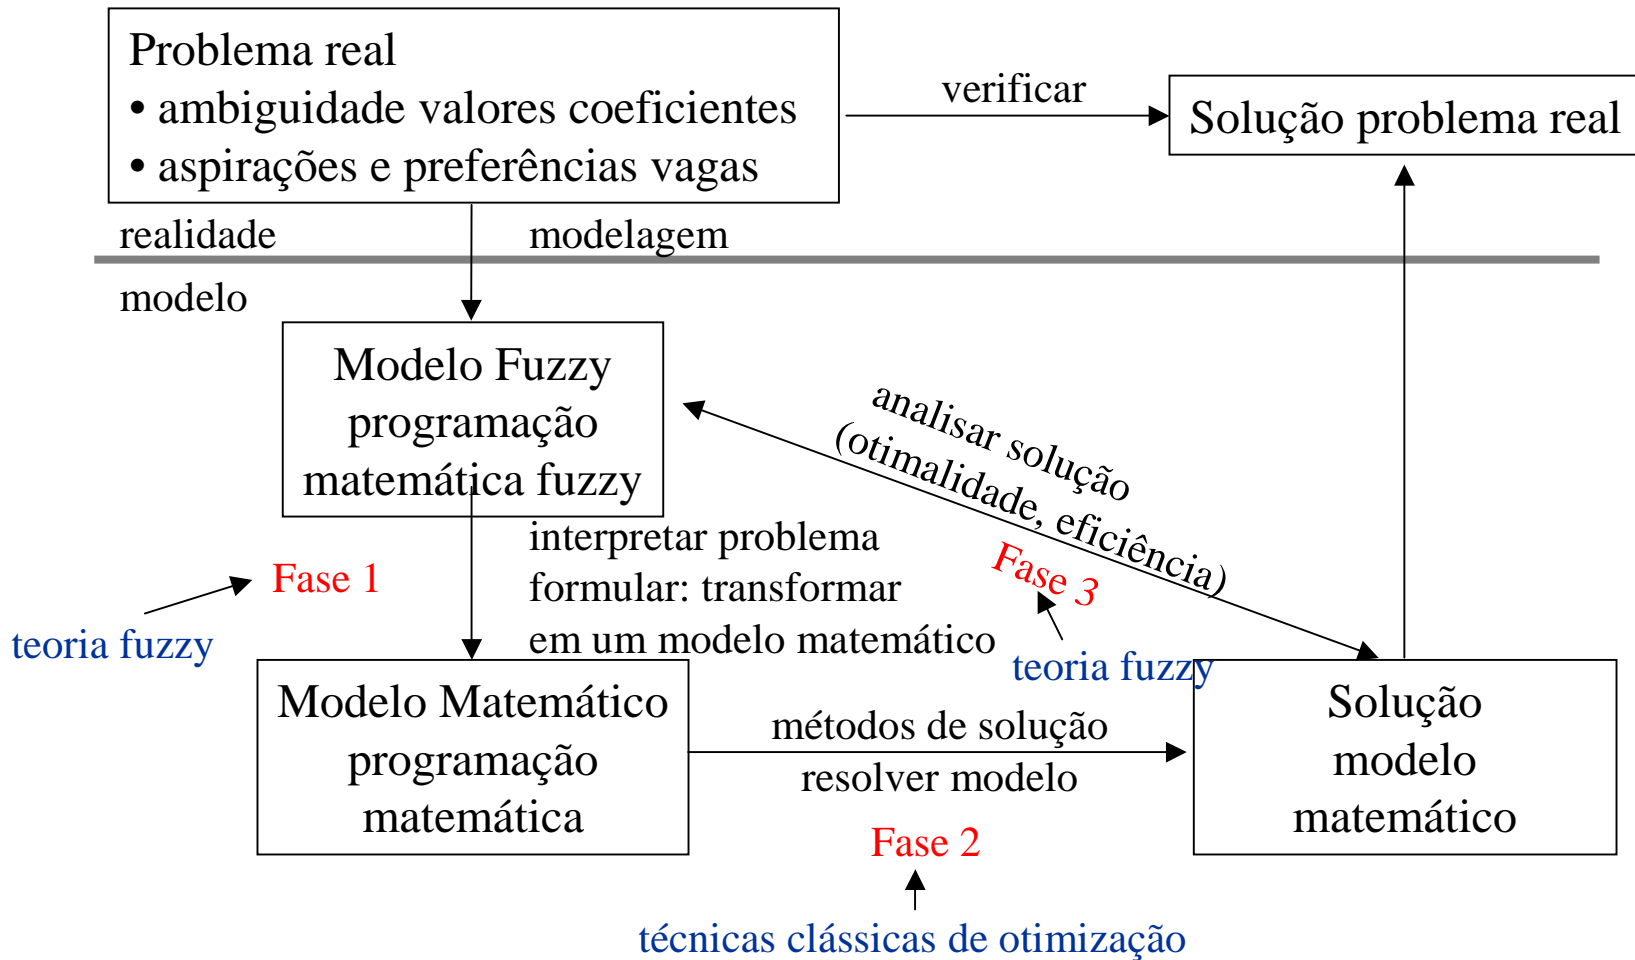 Problema real
• ambiguidade valores coeficientes
• aspirações e preferências vagas
verificar
Solução problema real
realidade
modelagem
modelo
Modelo Fuzzy
programação
matemática fuzzy
analisar solução
(otimalidade, eficiência)
Fase 3
teoria fuzzy
interpretar problema
formular: transformar
em um modelo matemático
Fase 1
teoria fuzzy
Modelo Matemático
programação
matemática
métodos de solução
resolver modelo
Fase 2
técnicas clássicas de otimização
Solução
modelo
matemático